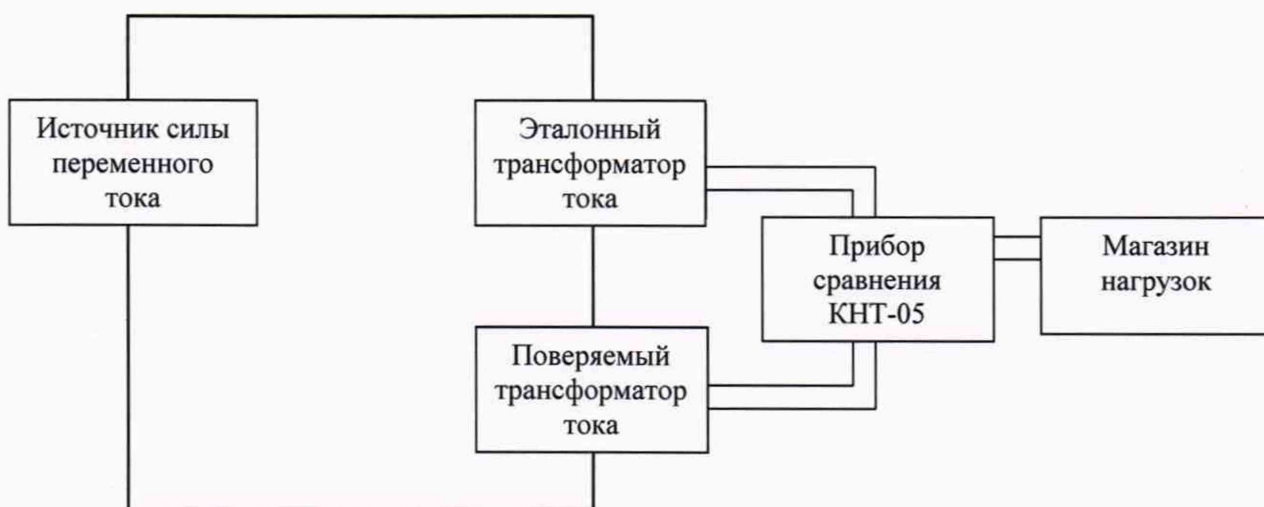 Источник силы
переменного
тока
Эталонный
трансформатор
тока
Прибор
сравнения
КНТ-05
Магазин
нагрузок
Поверяемый
трансформатор
тока